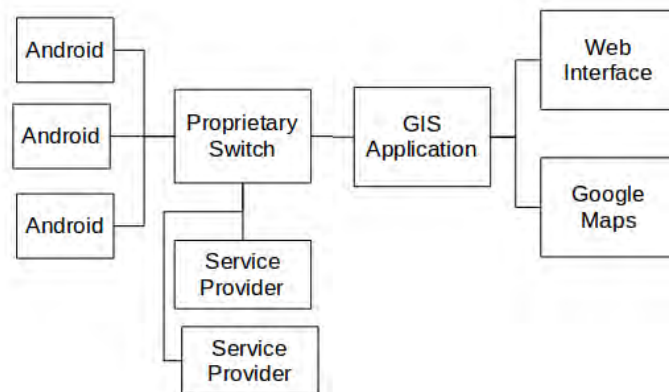 Android
Android
Android
Proprietary
Switch
Service
Provider
Service
Provider
GIS
Application
Web
Interface
Google
Maps